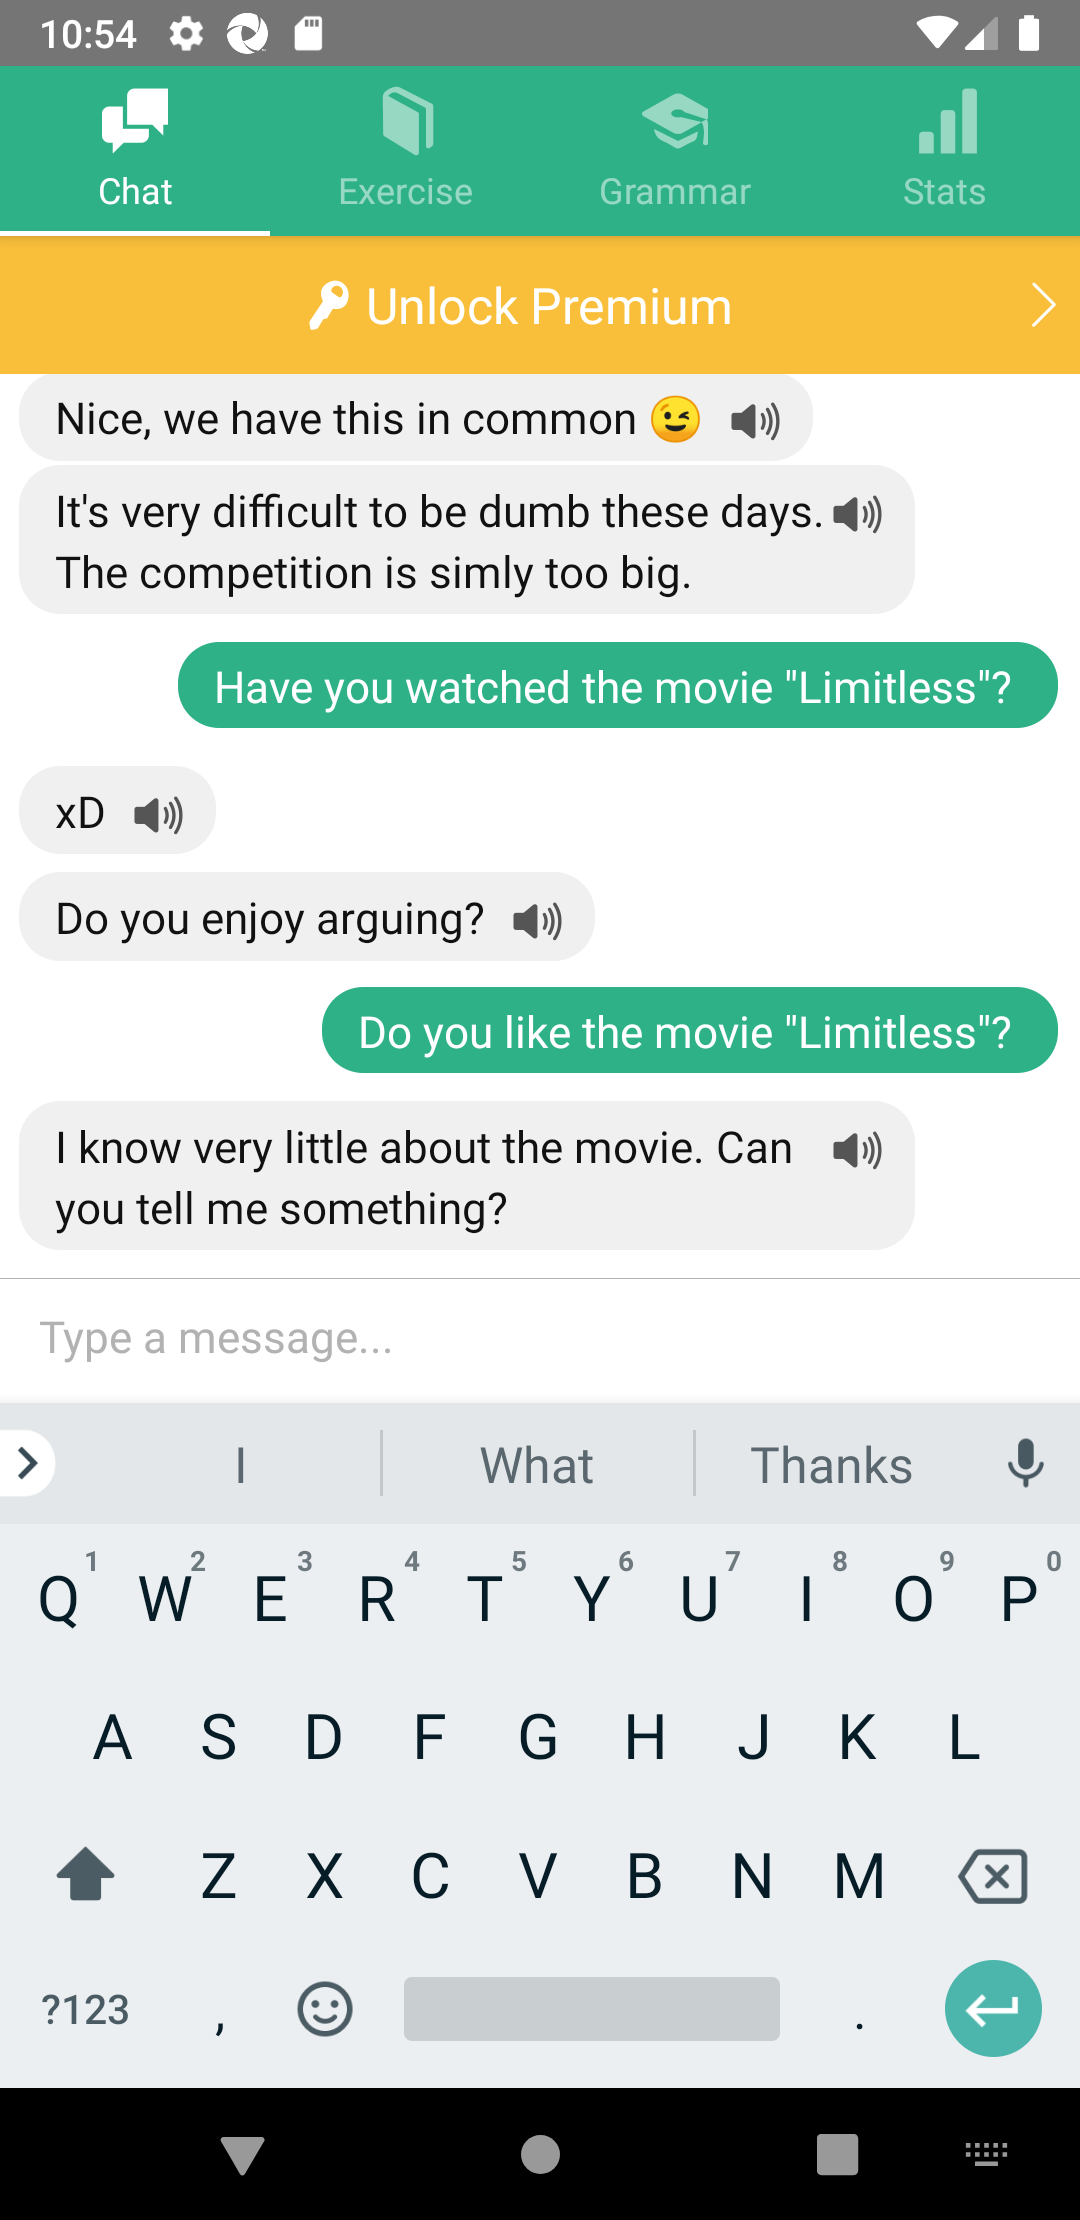 10:54
Chat
Exercise
Grammar
Stats
Unlock Premium
Nice, we have this in common 😉
It's very difficult to be dumb these days.
The competition is simly too big.
Have you watched the movie "Limitless"?
xD
Do you enjoy arguing?
Do you like the movie "Limitless"?
I know very little about the movie. Can
you tell me something?
Type a message...
I
What
Thanks
1 2 3 4 5 6 7 8 9 0
Q W E R T Y U I O P
A S D F G H J K L
Z X C V B N M
?123 , .